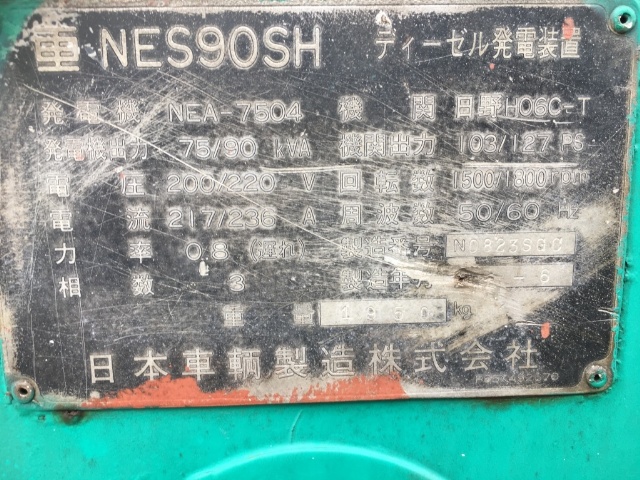 NES90SH ディーゼル発電装置
発電機 NEA-7504 機関 日野H06C-T
発電機出力 75/90 kVA 機関出力 103/127 PS
電圧 200/220 V 回転数 1500/1800 rpm
電流 217/236 A 周波数 50/60 Hz
力率 0.8 (遅れ) 製造番号
相数 3 製造年月 -5
重量 1950 kg
日本車輌製造株式会社